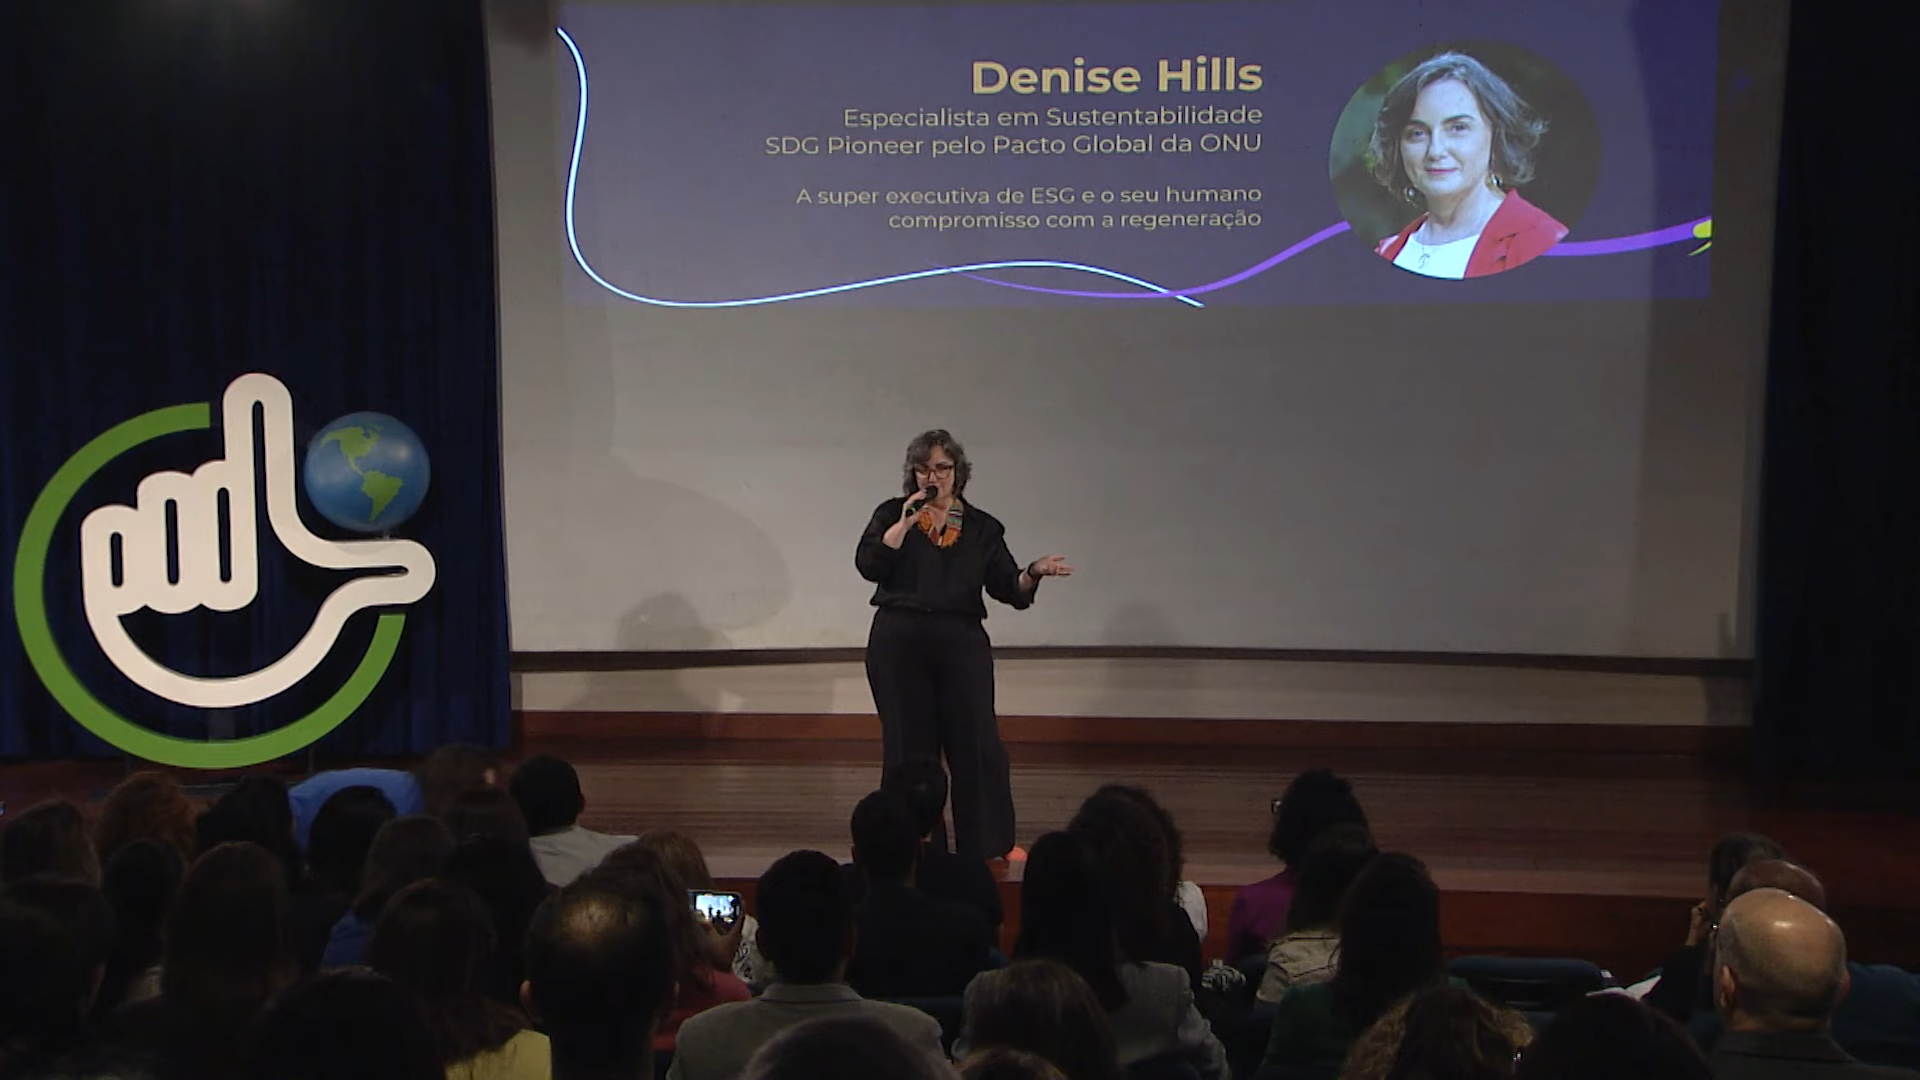 Denise Hills
Especialista em Sustentabilidade
SDG Pioneer pelo Pacto Global da ONU
A super executiva de ESG e o seu humano
compromisso com a regeneração